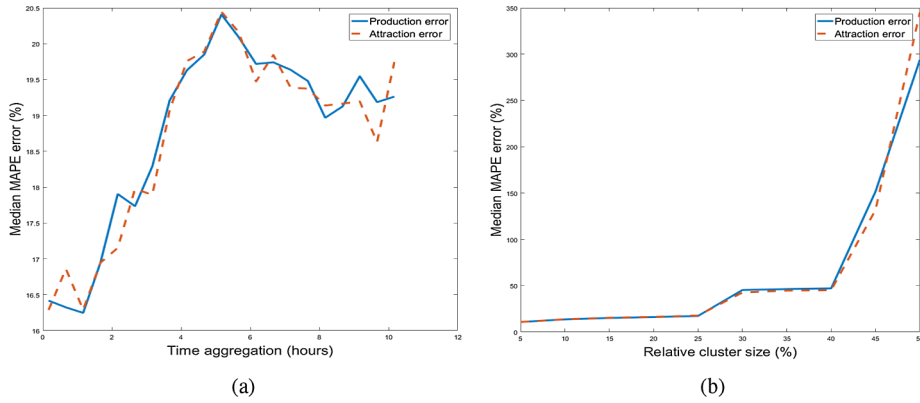 20.5
20
19.5
19
18.5
18
17.5
17
16.5
16
Median MAPE error (%)
Production error
Attraction error
0 2 4 6 8 10 12
Time aggregation (hours)
(a)
350
300
250
200
150
100
50
0
Median MAPE error (%)
Production error
Attraction error
5 10 15 20 25 30 35 40 45 50
Relative cluster size (%)
(b)